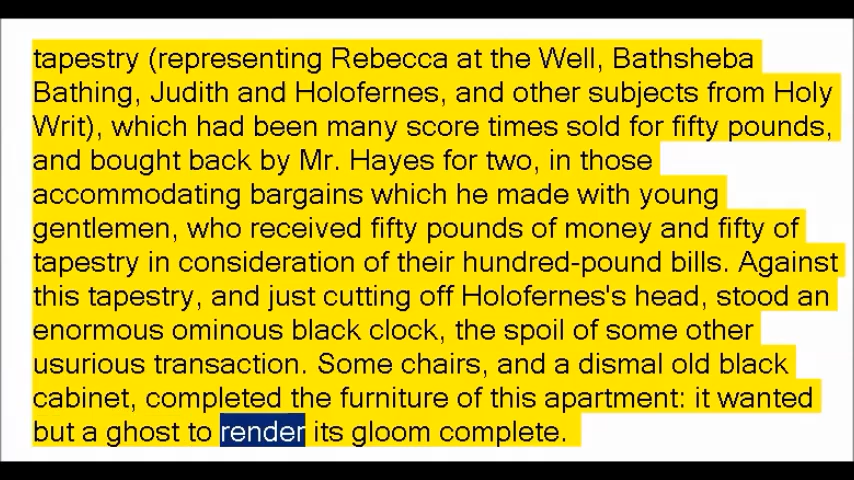 tapestry (representing Rebecca at the Well, Bathsheba
Bathing, Judith and Holofernes, and other subjects from Holy
Writ), which had been many score times sold for fifty pounds,
and bought back by Mr. Hayes for two, in those
accommodating bargains which he made with young
gentlemen, who received fifty pounds of money and fifty of
tapestry in consideration of their hundred-pound bills. Against
this tapestry, and just cutting off Holofernes's head, stood an
enormous ominous black clock, the spoil of some other
usurious transaction. Some chairs, and a dismal old black
cabinet, completed the furniture of this apartment: it wanted
but a ghost to render its gloom complete.